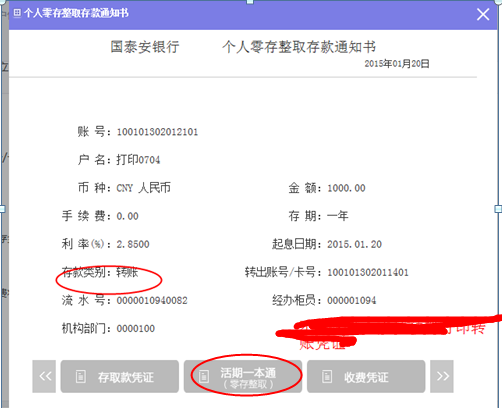 个人零存整取存款通知书
国泰安银行 个人零存整取存款通知书
2015年01月20日
账 号：100101302012101
户 名：打印0704
币 种：CNY 人民币 金 额：1000.00
手 续 费：0.00 存 期：一年
利 率(%)：2.8500 起息日期：2015.01.20
存款类别：转账 转出账号/卡号：100101302011401
流 水 号：0000010940082 经办柜员：000001094
机构部门：0000100
印转
账凭证
存取款凭证 活期一本通 收费凭证
（零存整取）